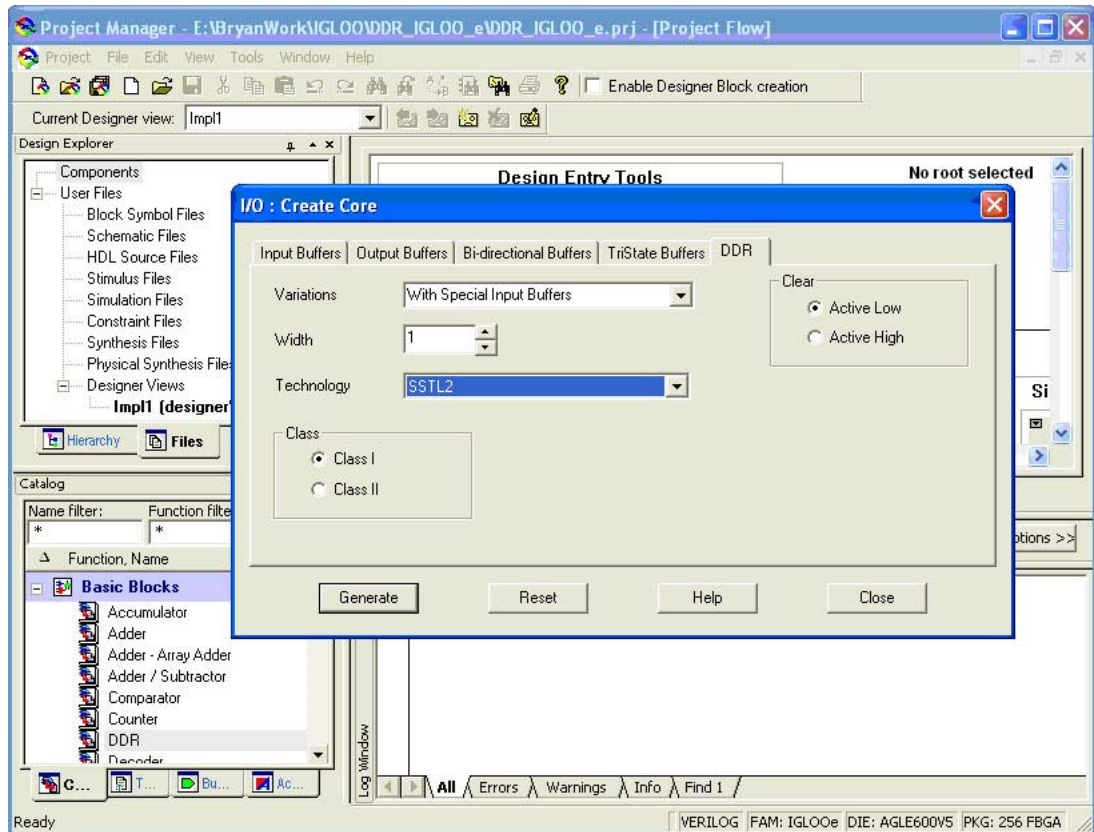 Project Manager - E:\BryanWork\IGLOO\DDR_IGLOO_e\DDR_IGLOO_e.prj - [Project Flow]
Project File Edit View Tools Window Help
Enable Designer Block creation
Current Designer view: Impl1
Design Explorer
Components
User Files
Block Symbol Files
Schematic Files
HDL Source Files
Stimulus Files
Simulation Files
Constraint Files
Synthesis Files
Physical Synthesis File
Designer Views
Impl1 (designer
Hierarchy Files
Design Entry Tools
No root selected
Si
I/O : Create Core
Input Buffers Output Buffers Bi-directional Buffers TriState Buffers DDR
Variations With Special Input Buffers
Width 1
Technology SSTL2
Clear
Active Low
Active High
Class
Class I
Class II
Generate Reset Help Close
Catalog
Name filter: Function filte
* *
Function, Name
Basic Blocks
Accumulator
Adder
Adder - Array Adder
Adder / Subtractor
Comparator
Counter
DDR
Decoder
C... T... Bu... Ac...
ptions >>
Log Window
All Errors Warnings Info Find 1
Ready
VERILOG FAM: IGLOOe DIE: AGLE600V5 PKG: 256 FBGA